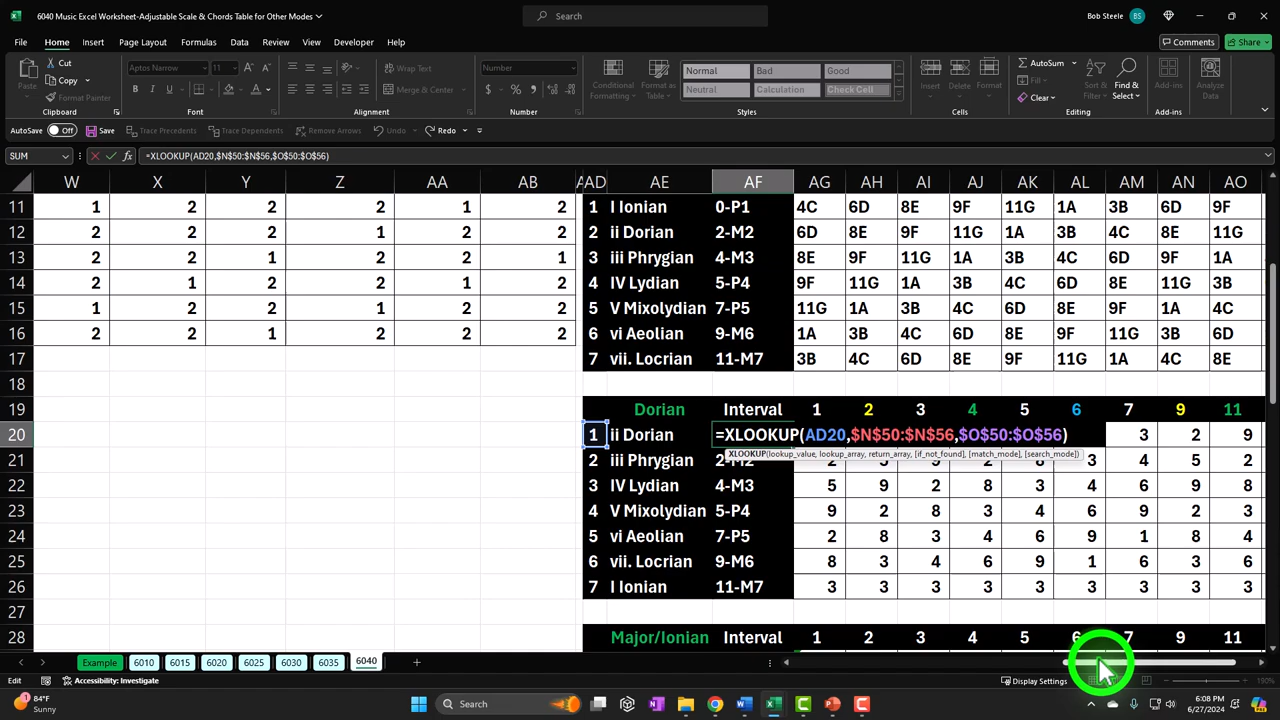 6040 Music Excel Worksheet-Adjustable Scale & Chords Table for Other Modes
Search
Bob Steele BS
File Home Insert Page Layout Formulas Data Review View Developer Help
Comments Share
Paste Cut Copy Format Painter Clipboard
Aptos Narrow 11 Font
Wrap Text Merge & Center Alignment
Number Number
Conditional Formatting Format as Table Normal Bad Good Neutral Calculation Check Cell Styles
Insert Delete Format Cells
AutoSum Fill Clear Sort & Filter Find & Select Editing
Add-ins Add-ins
Analyze Data
AutoSave Off Save Trace Precedents Trace Dependents Remove Arrows Undo Redo
SUM fx =XLOOKUP(AD20,$N$50:$N$56,$O$50:$O$56)
W X Y Z AA AB A AD AE AF AG AH AI AJ AK AL AM AN AO
11 1 2 2 2 1 2 1 I Ionian 0-P1 4C 6D 8E 9F 11G 1A 3B 6D 9F
12 2 2 2 1 2 2 2 ii Dorian 2-M2 6D 8E 9F 11G 1A 3B 4C 8E 11G
13 2 2 1 2 2 1 3 iii Phrygian 4-M3 8E 9F 11G 1A 3B 4C 6D 9F 1A
14 2 1 2 2 1 2 4 IV Lydian 5-P4 9F 11G 1A 3B 4C 6D 8E 11G 3B
15 1 2 2 1 2 2 5 V Mixolydian 7-P5 11G 1A 3B 4C 6D 8E 9F 1A 4C
16 2 2 1 2 2 2 6 vi Aeolian 9-M6 1A 3B 4C 6D 8E 9F 11G 3B 6D
17 7 vii. Locrian 11-M7 3B 4C 6D 8E 9F 11G 1A 4C 8E
18
19 Dorian Interval 1 2 3 4 5 6 7 9 11
20 1 ii Dorian =XLOOKUP(AD20,$N$50:$N$56,$O$50:$O$56) 3 2 9
XLOOKUP(lookup_value, lookup_array, return_array, [if_not_found], [match_mode], [search_mode])
21 2 iii Phrygian 3 4 5 2
22 3 IV Lydian 4-M3 5 9 2 8 3 4 6 9 8
23 4 V Mixolydian 5-P4 9 2 8 3 4 6 9 2 3
24 5 vi Aeolian 7-P5 2 8 3 4 6 9 1 8 4
25 6 vii. Locrian 9-M6 8 3 4 6 9 1 6 3 6
26 7 I Ionian 11-M7 3 3 3 3 3 3 3 3 3
27
28 Major/Ionian Interval 1 2 3 4 5 6 7 9 11
Example 6010 6015 6020 6025 6030 6035 6040
Edit Accessibility: Investigate Display Settings 190%
84°F
Sunny
Search
6:08 PM
6/27/2024